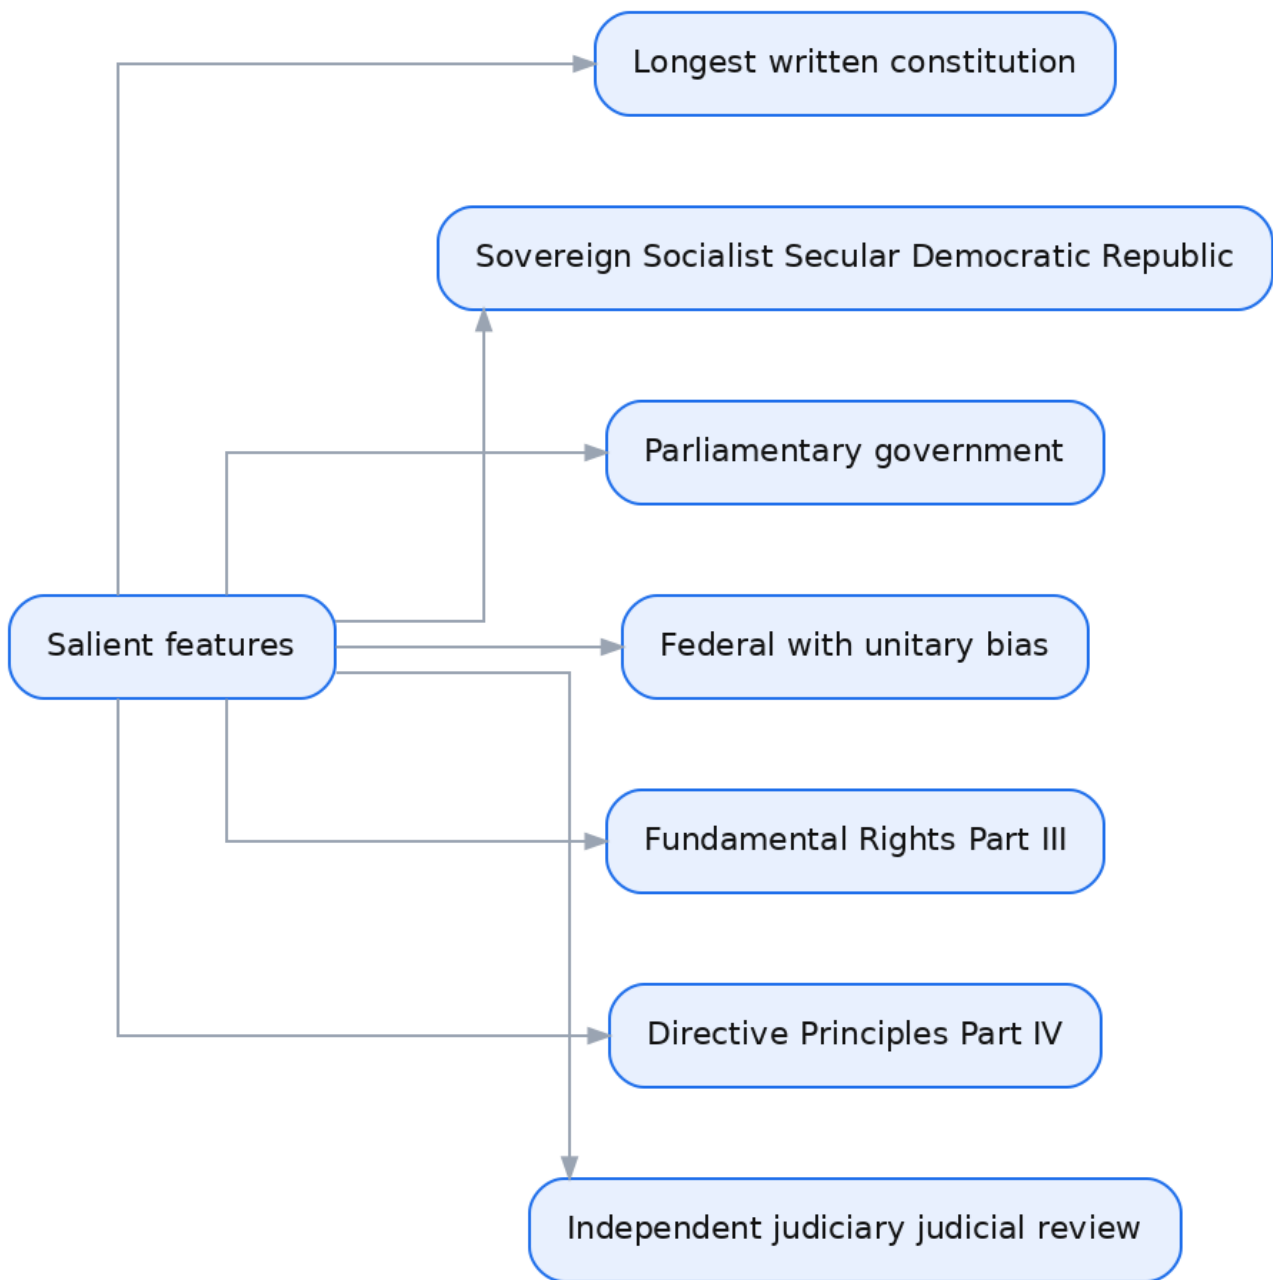 Longest written constitution
Sovereign Socialist Secular Democratic Republic
Parliamentary government
Salient features
Federal with unitary bias
Fundamental Rights Part III
Directive Principles Part IV
Independent judiciary judicial review